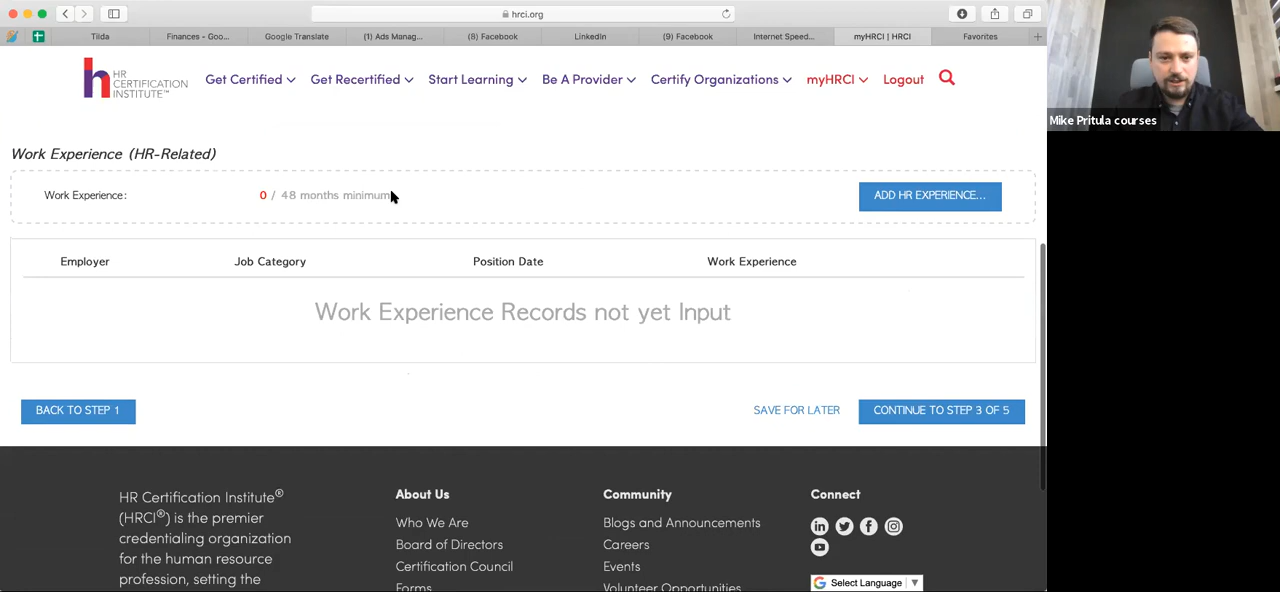 hrci.org
Tilda
Finances – Goo...
Google Translate
(1) Ads Manag...
(8) Facebook
LinkedIn
(9) Facebook
Internet Speed...
myHRCI | HRCI
Favorites
HR CERTIFICATION INSTITUTE™
Get Certified
Get Recertified
Start Learning
Be A Provider
Certify Organizations
myHRCI
Logout
Mike Pritula courses
Work Experience (HR-Related)
Work Experience: 0 / 48 months minimum
ADD HR EXPERIENCE...
Employer Job Category Position Date Work Experience
Work Experience Records not yet Input
BACK TO STEP 1
SAVE FOR LATER
CONTINUE TO STEP 3 OF 5
HR Certification Institute®
(HRCI®) is the premier
credentialing organization
for the human resource
profession, setting the
About Us
Who We Are
Board of Directors
Certification Council
Forms
Community
Blogs and Announcements
Careers
Events
Volunteer Opportunities
Connect
Select Language